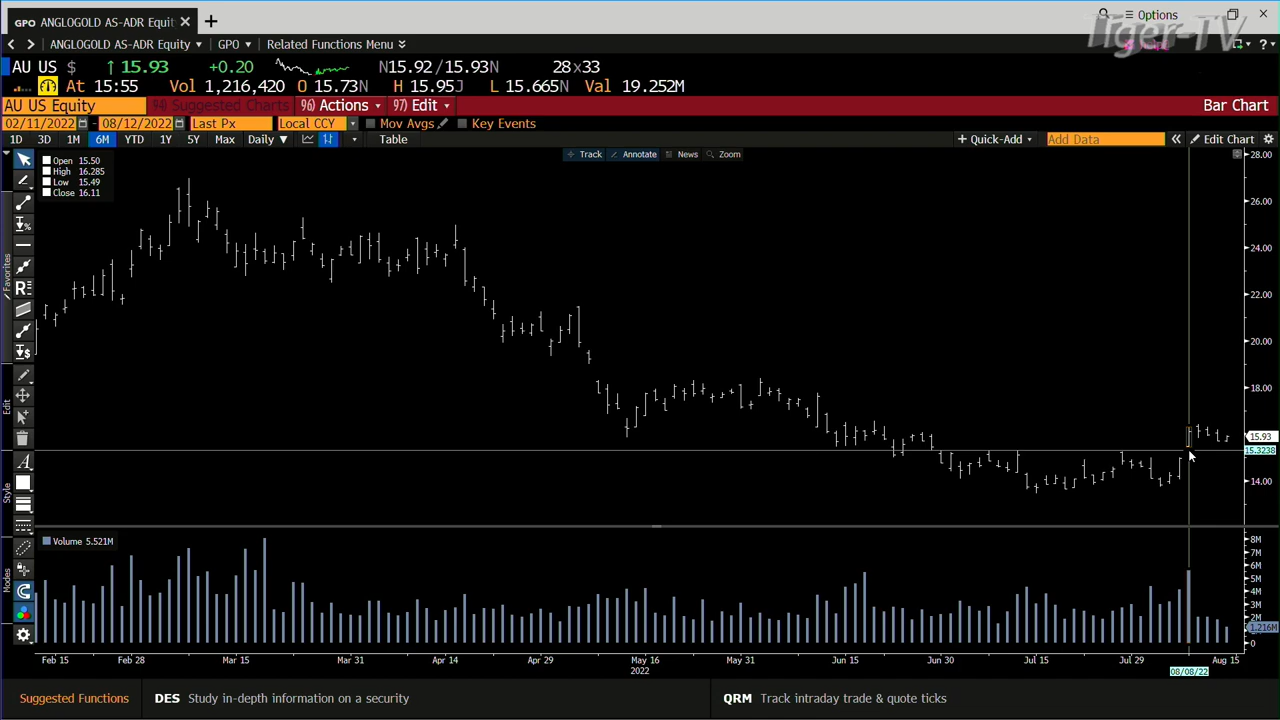 GPO ANGLOGOLD AS-ADR Equit
Options
ANGLOGOLD AS-ADR Equity GPO Related Functions Menu
Tiger-TV
AU US $ 15.93 +0.20 N15.92/15.93N 28x33
At 15:55 Vol 1,216,420 O 15.73N H 15.95J L 15.665N Val 19.252M
AU US Equity 94) Suggested Charts 96) Actions 97) Edit Bar Chart
02/11/2022 - 08/12/2022 Last Px Local CCY Mov Avgs Key Events
1D 3D 1M 6M YTD 1Y 5Y Max Daily Table + Quick-Add Add Data Edit Chart
Track Annotate News Zoom
Open 15.50
High 16.285
Low 15.49
Close 16.11
28.00
26.00
24.00
22.00
20.00
18.00
15.93
15.3238
14.00
Favorites
Edit
Style
Modes
Volume 5.521M
8M
7M
6M
5M
4M
3M
2M
1.216M
0
Feb 15 Feb 28 Mar 15 Mar 31 Apr 14 Apr 29 May 16 May 31 Jun 15 Jun 30 Jul 15 Jul 29 Aug 15
2022 08/08/22
Suggested Functions DES Study in-depth information on a security QRM Track intraday trade & quote ticks